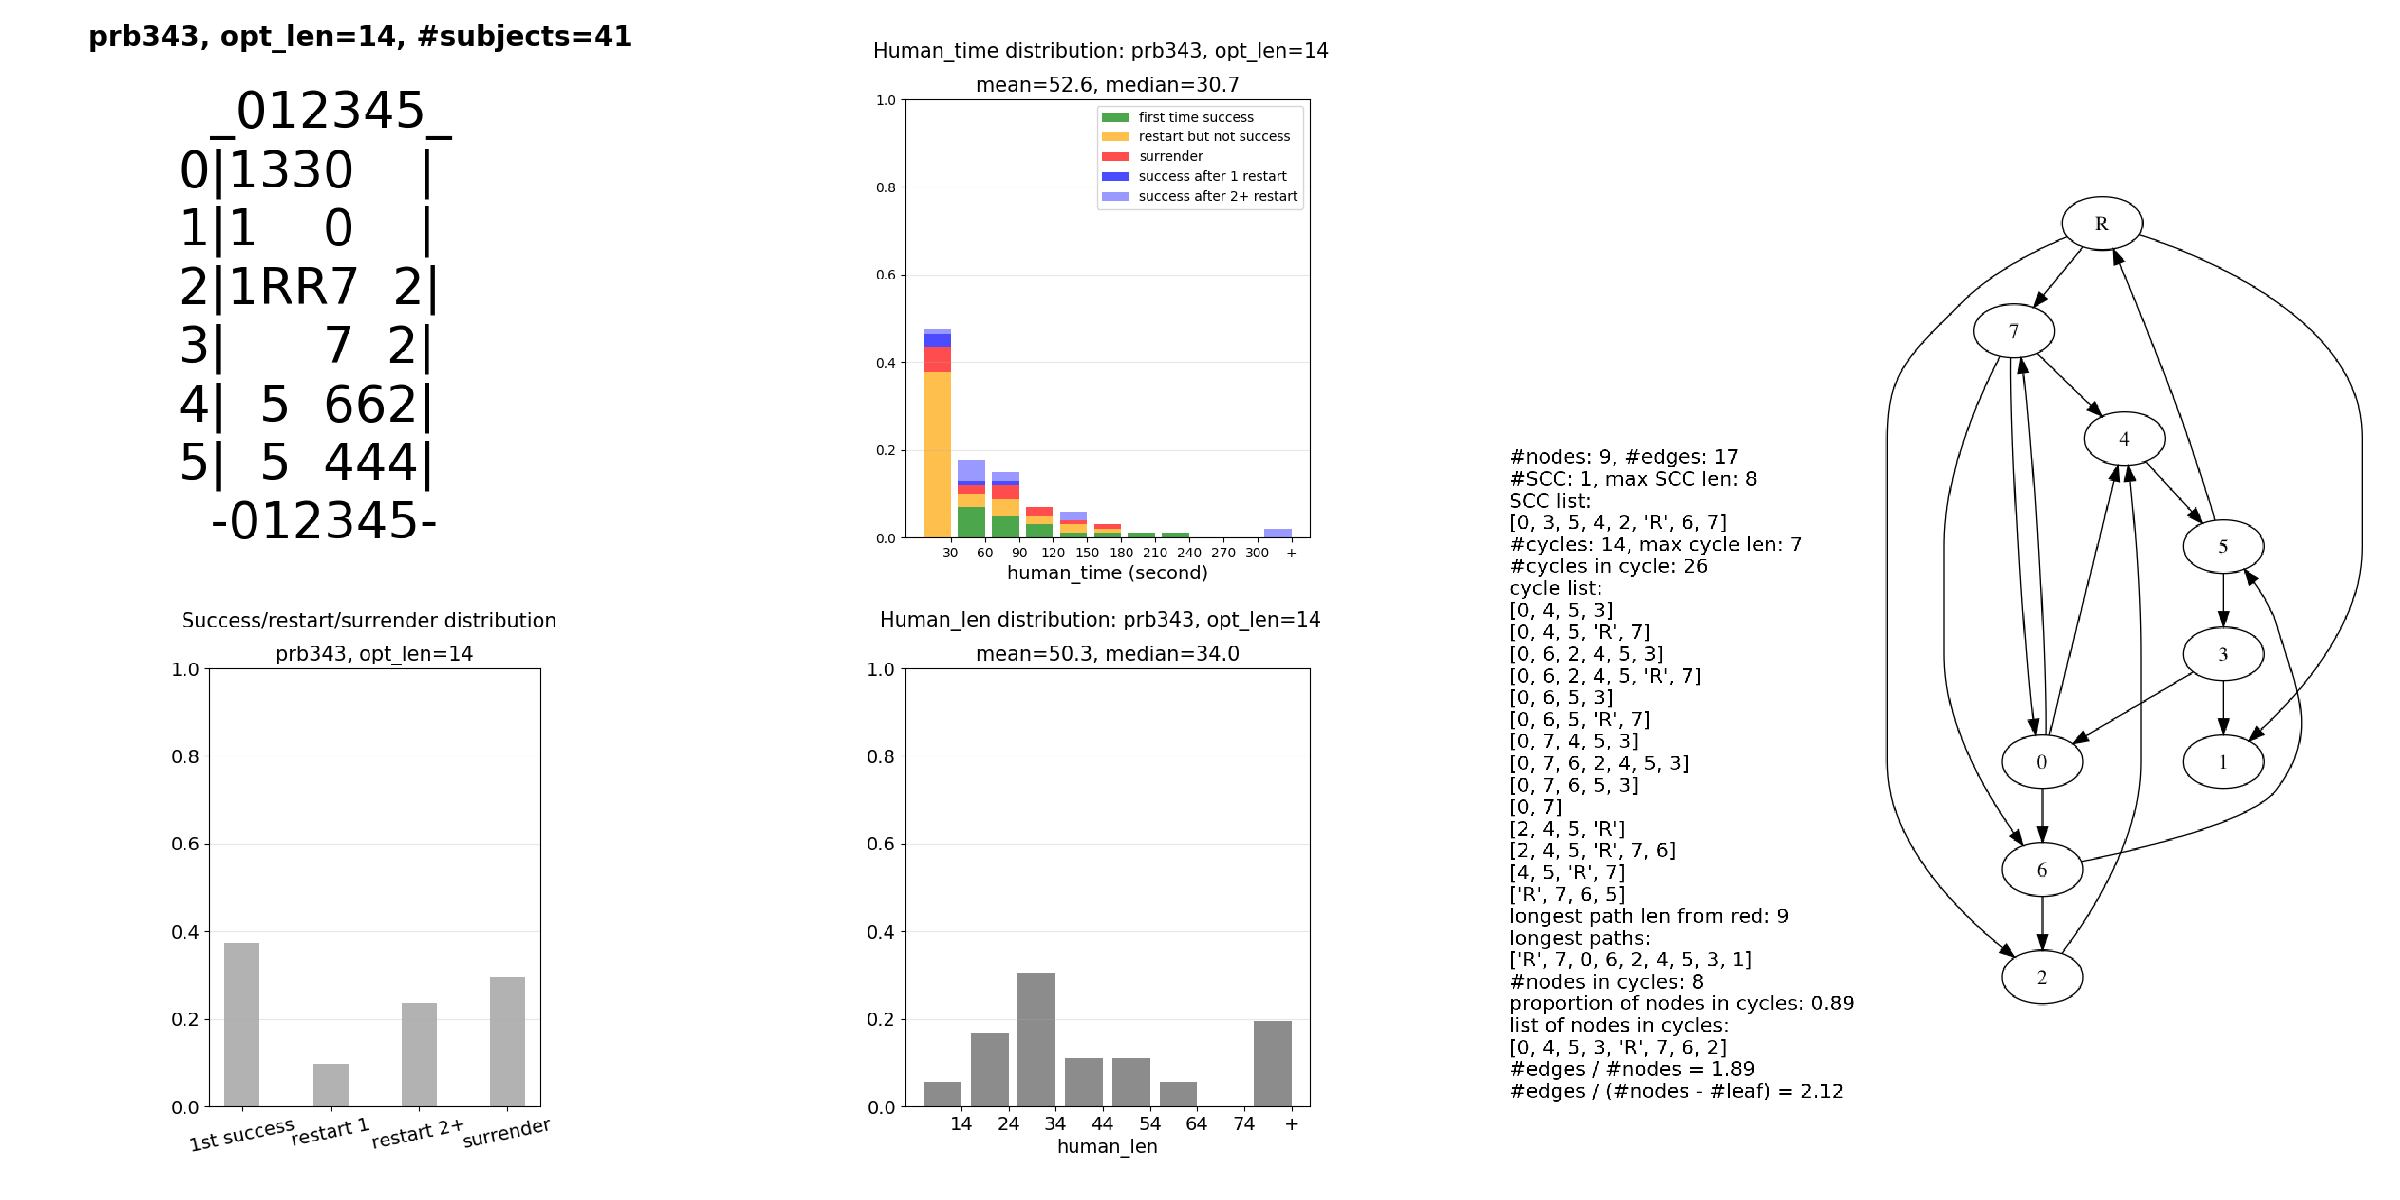 prb343, opt_len=14, #subjects=41
_012345_
0|1330    |
1|1    0    |
2|1RR7  2|
3|      7  2|
4|  5  662|
5|  5  444|
-012345-
Human_time distribution: prb343, opt_len=14
mean=52.6, median=30.7
1.0
0.8
0.6
0.4
0.2
0.0
first time success
restart but not success
surrender
success after 1 restart
success after 2+ restart
30 60 90 120 150 180 210 240 270 300 +
human_time (second)
Success/restart/surrender distribution
prb343, opt_len=14
1.0
0.8
0.6
0.4
0.2
0.0
1st success restart 1 restart 2+ surrender
Human_len distribution: prb343, opt_len=14
mean=50.3, median=34.0
1.0
0.8
0.6
0.4
0.2
0.0
14 24 34 44 54 64 74 +
human_len
#nodes: 9, #edges: 17
#SCC: 1, max SCC len: 8
SCC list:
[0, 3, 5, 4, 2, 'R', 6, 7]
#cycles: 14, max cycle len: 7
#cycles in cycle: 26
cycle list:
[0, 4, 5, 3]
[0, 4, 5, 'R', 7]
[0, 6, 2, 4, 5, 3]
[0, 6, 2, 4, 5, 'R', 7]
[0, 6, 5, 3]
[0, 6, 5, 'R', 7]
[0, 7, 4, 5, 3]
[0, 7, 6, 2, 4, 5, 3]
[0, 7, 6, 5, 3]
[0, 7]
[2, 4, 5, 'R']
[2, 4, 5, 'R', 7, 6]
[4, 5, 'R', 7]
['R', 7, 6, 5]
longest path len from red: 9
longest paths:
['R', 7, 0, 6, 2, 4, 5, 3, 1]
#nodes in cycles: 8
proportion of nodes in cycles: 0.89
list of nodes in cycles:
[0, 4, 5, 3, 'R', 7, 6, 2]
#edges / #nodes = 1.89
#edges / (#nodes - #leaf) = 2.12
R
7
4
5
3
0
1
6
2